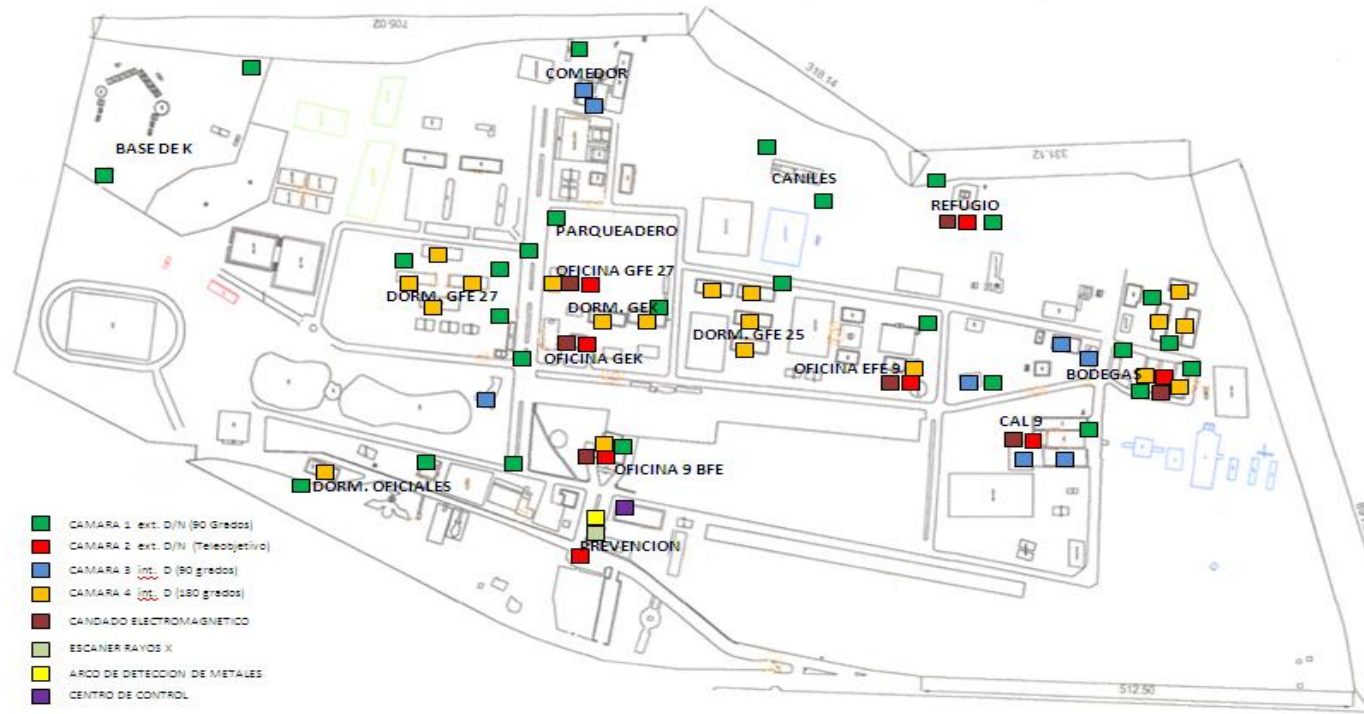 705.02
COMEDOR
318.14
BASE DE K
CANILES
331.12
REFUGIO
PARQUEADERO
OFICINA GFE 27
DORM. GFE 27
DORM. GEK
DORM. GFE 25
OFICINA GEK
OFICINA EFE 9
BODEGAS
CAL 9
OFICINA 9 BFE
DORM. OFICIALES
PREVENCION
CAMARA 1 ext. D/N (90 Grados)
CAMARA 2 ext. D/N (Teleobjetivo)
CAMARA 3 int. D (90 grados)
CAMARA 4 int. D (180 grados)
CANDADO ELECTROMAGNETICO
ESCANER RAYOS X
ARCO DE DETECCION DE METALES
CENTRO DE CONTROL
512.50